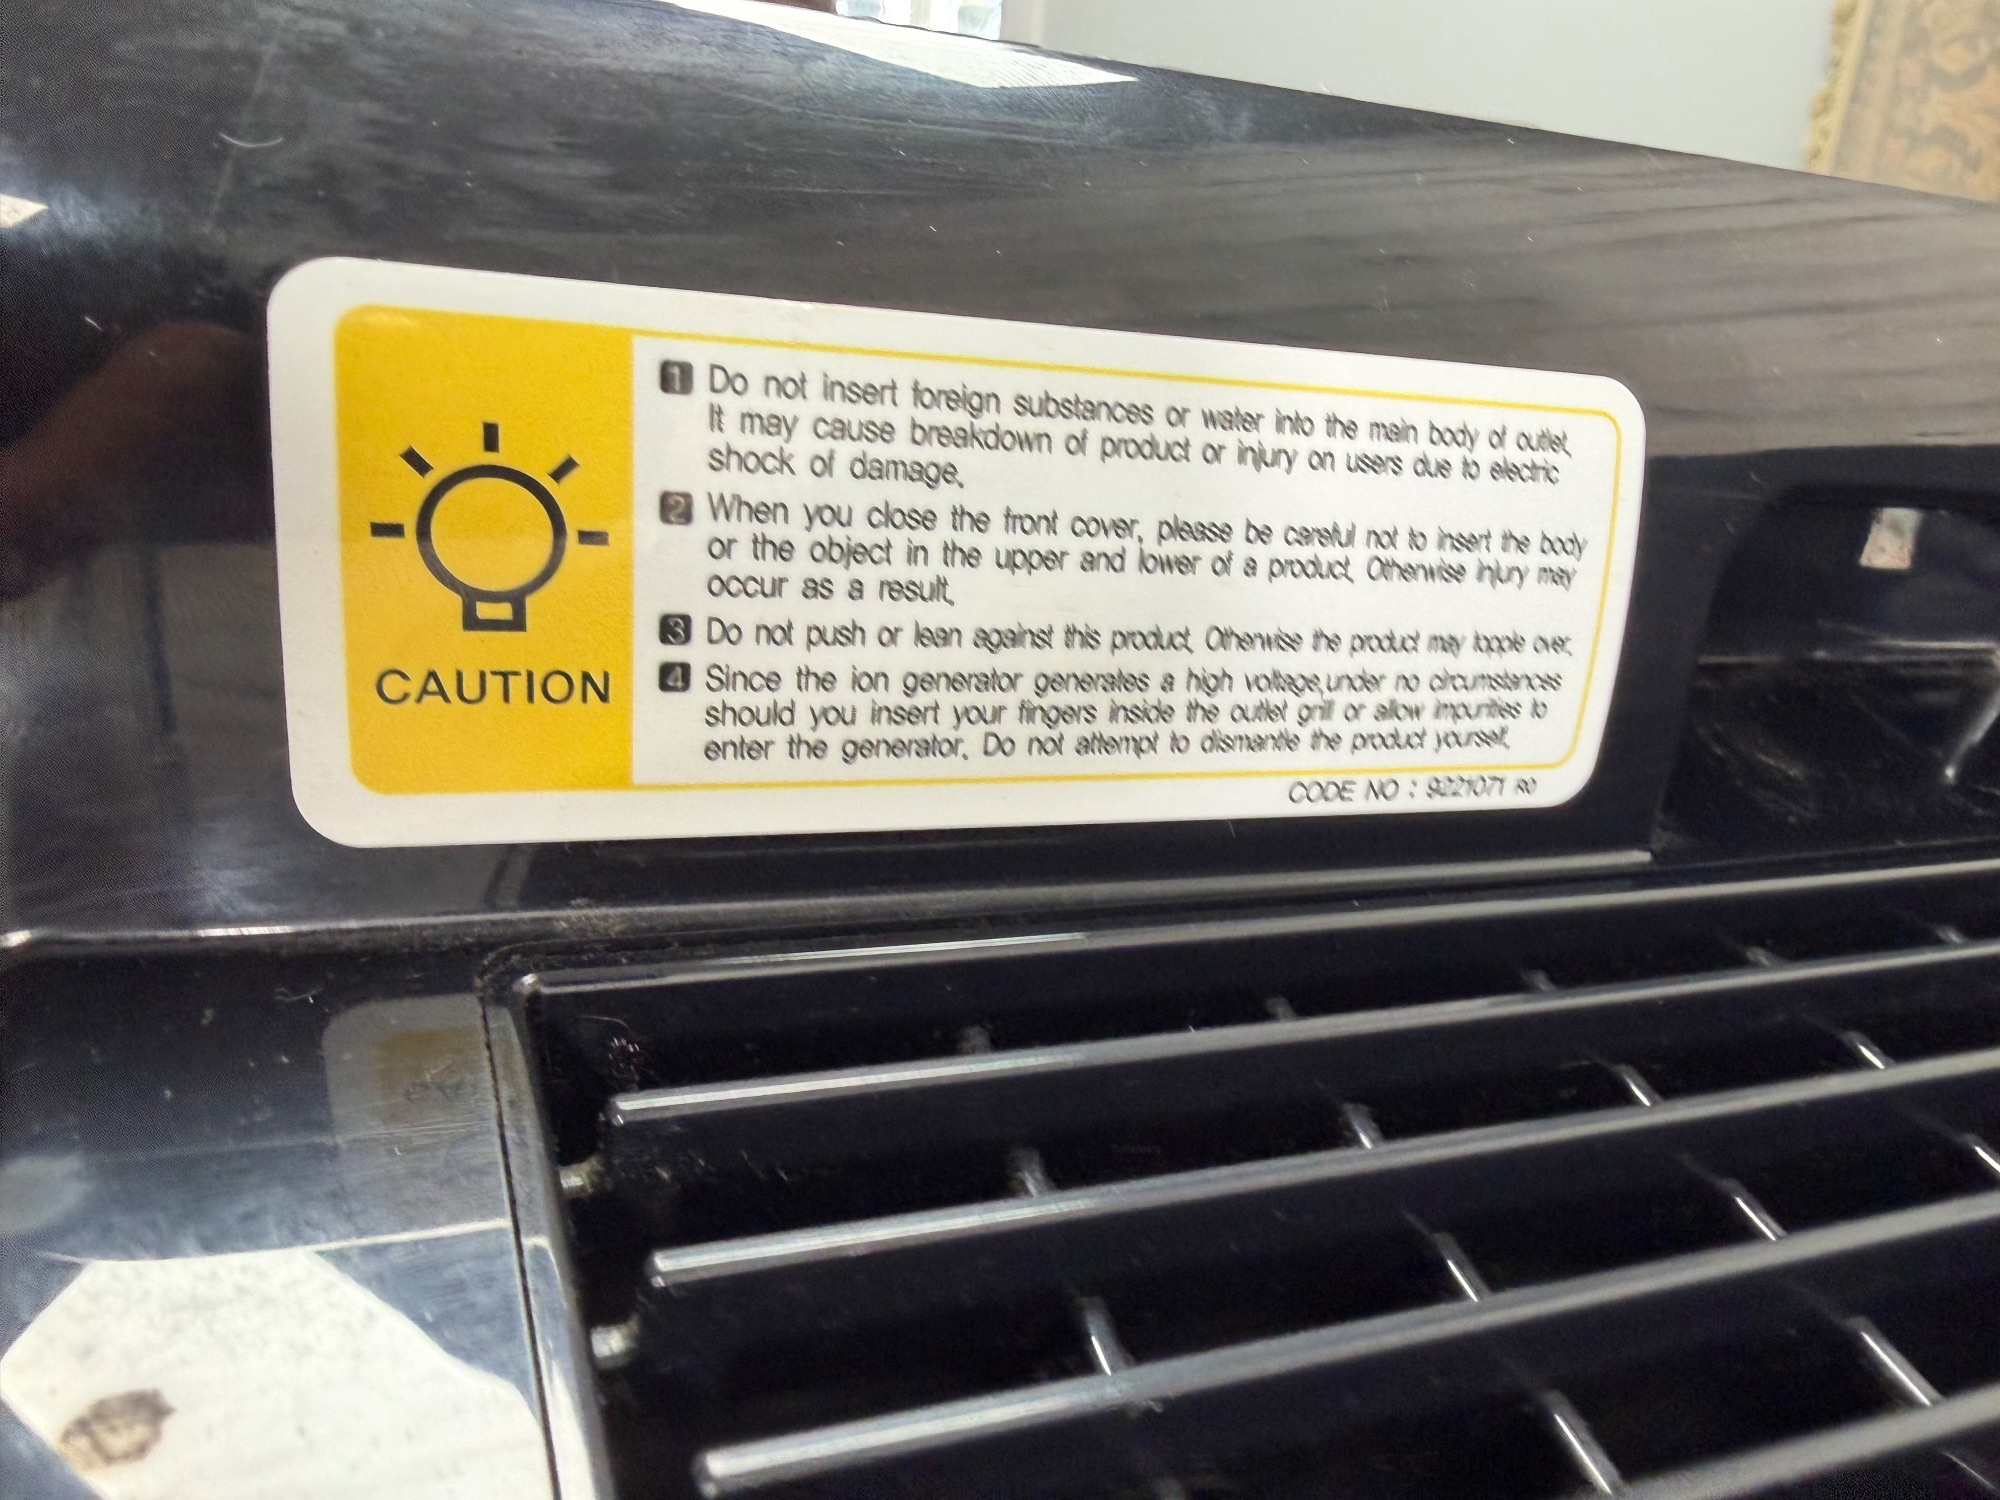 CAUTION
1 Do not insert foreign substances or water into the main body of outlet.
It may cause breakdown of product or injury on users due to electric
shock of damage.
2 When you close the front cover, please be careful not to insert the body
or the object in the upper and lower of a product. Otherwise injury may
occur as a result.
3 Do not push or lean against this product. Otherwise the product may topple over.
4 Since the ion generator generates a high voltage,under no circumstances
should you insert your fingers inside the outlet grill or allow impurities to
enter the generator. Do not attempt to dismantle the product yourself.
CODE NO : 9221071 R0